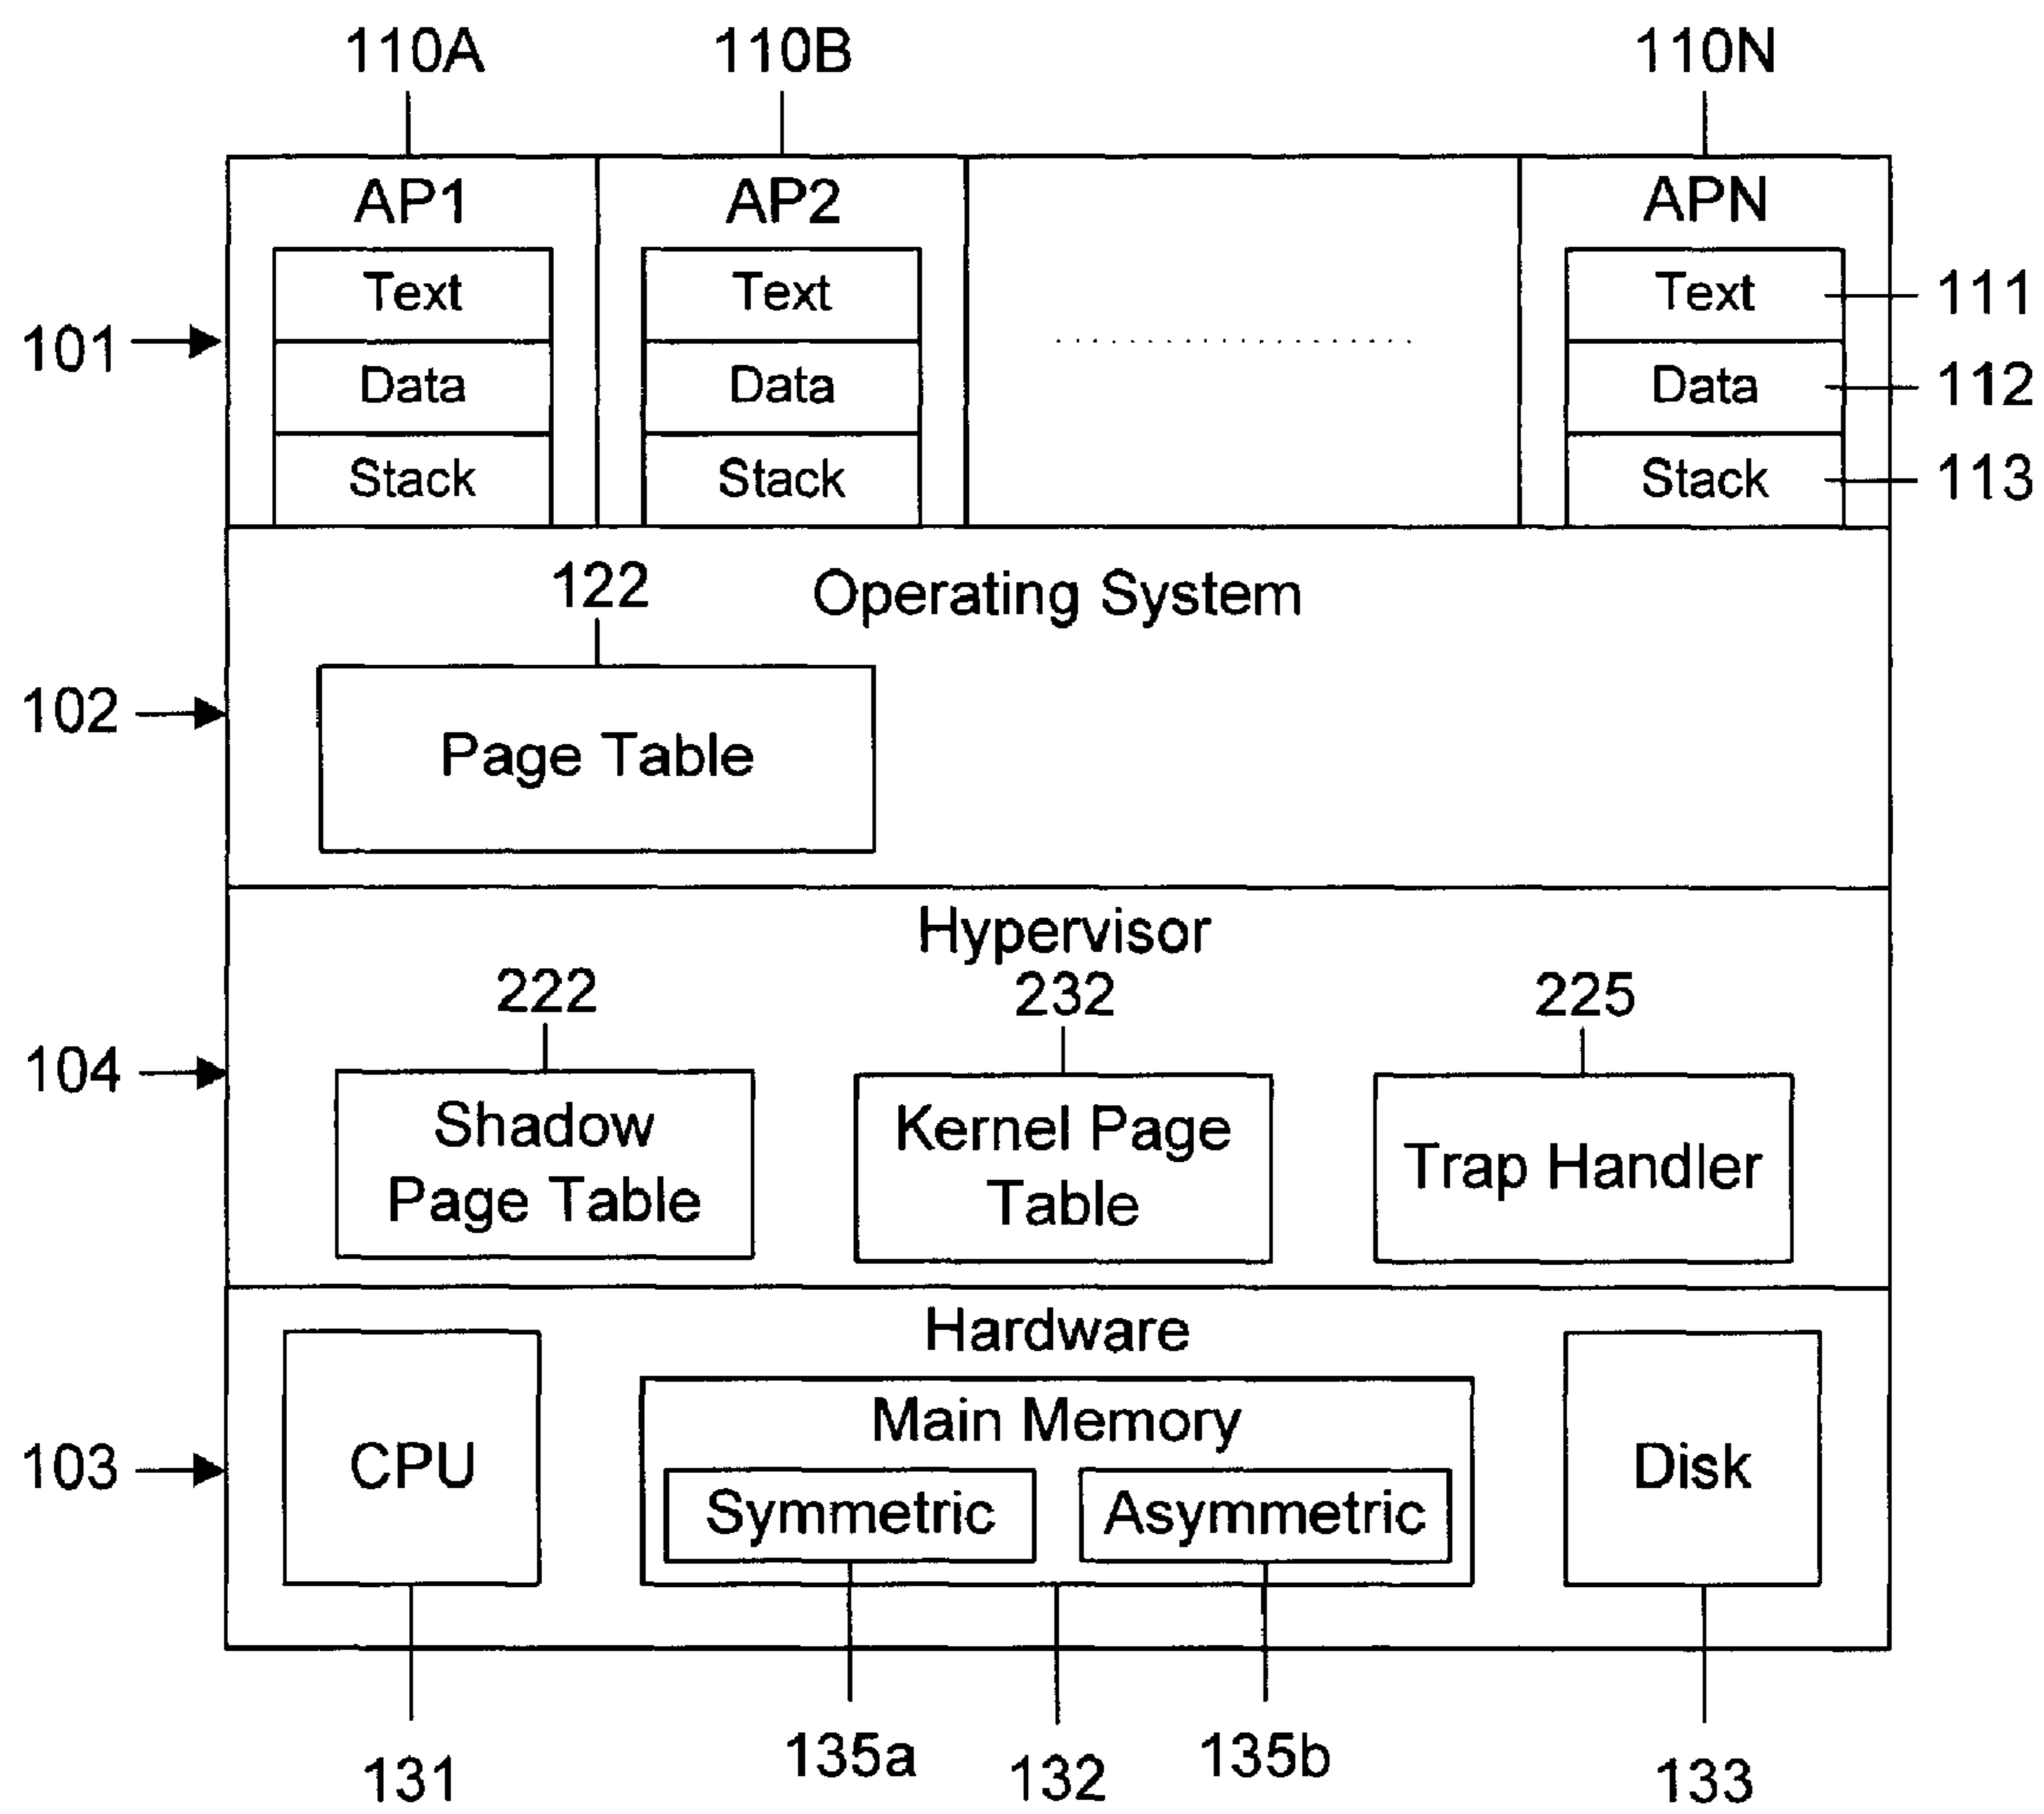 110A 110B 110N
AP1 AP2 APN
Text Text Text 111
101
Data Data Data 112
Stack Stack Stack 113
122 Operating System
102
Page Table
Hypervisor
222 232 225
104
Shadow Page Table
Kernel Page Table
Trap Handler
Hardware
Main Memory
103
CPU
Symmetric Asymmetric
Disk
131 135a 132 135b 133